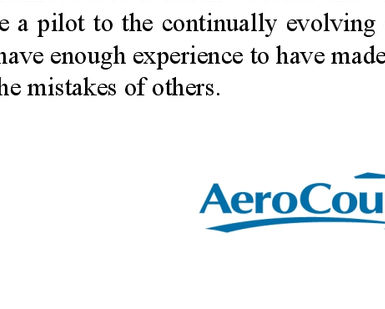 e a pilot to the continually evolving
have enough experience to have made
he mistakes of others.
AeroCou